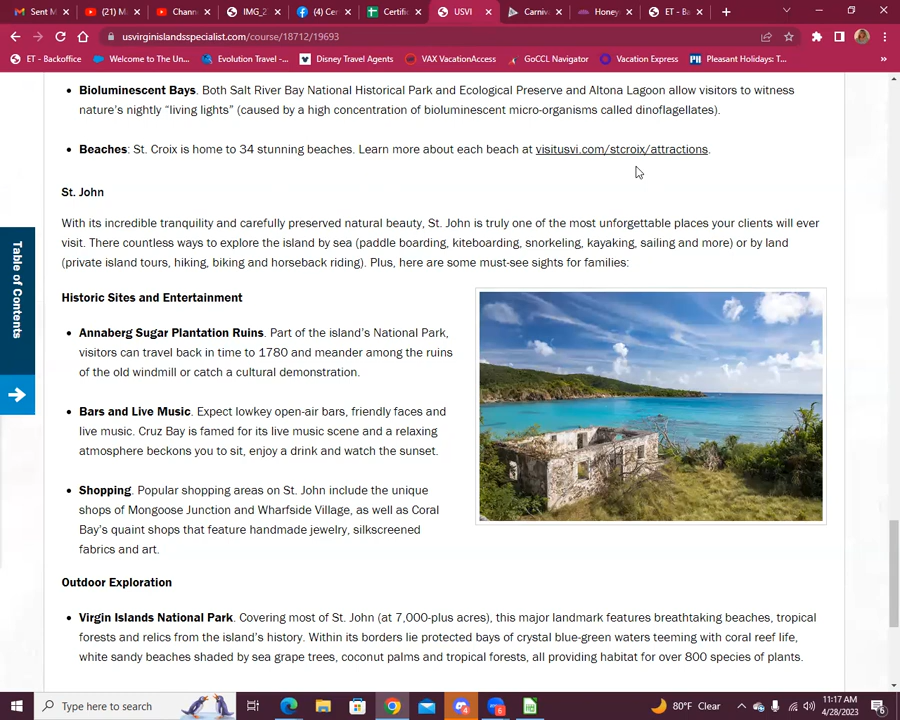 Sent M
(21) M
Chann
IMG_2
(4) Cer
Certific
USVI
Carniv
Honey
ET - Ba
usvirginislandsspecialist.com/course/18712/19693
ET - Backoffice
Welcome to The Un...
Evolution Travel -...
Disney Travel Agents
VAX VacationAccess
GoCCL Navigator
Vacation Express
Pleasant Holidays: T...
»
• Bioluminescent Bays. Both Salt River Bay National Historical Park and Ecological Preserve and Altona Lagoon allow visitors to witness
nature's nightly “living lights” (caused by a high concentration of bioluminescent micro-organisms called dinoflagellates).
• Beaches: St. Croix is home to 34 stunning beaches. Learn more about each beach at visitusvi.com/stcroix/attractions.
St. John
With its incredible tranquility and carefully preserved natural beauty, St. John is truly one of the most unforgettable places your clients will ever
visit. There countless ways to explore the island by sea (paddle boarding, kiteboarding, snorkeling, kayaking, sailing and more) or by land
(private island tours, hiking, biking and horseback riding). Plus, here are some must-see sights for families:
Table of Contents
Historic Sites and Entertainment
• Annaberg Sugar Plantation Ruins. Part of the island's National Park,
visitors can travel back in time to 1780 and meander among the ruins
of the old windmill or catch a cultural demonstration.
• Bars and Live Music. Expect lowkey open-air bars, friendly faces and
live music. Cruz Bay is famed for its live music scene and a relaxing
atmosphere beckons you to sit, enjoy a drink and watch the sunset.
• Shopping. Popular shopping areas on St. John include the unique
shops of Mongoose Junction and Wharfside Village, as well as Coral
Bay's quaint shops that feature handmade jewelry, silkscreened
fabrics and art.
Outdoor Exploration
• Virgin Islands National Park. Covering most of St. John (at 7,000-plus acres), this major landmark features breathtaking beaches, tropical
forests and relics from the island's history. Within its borders lie protected bays of crystal blue-green waters teeming with coral reef life,
white sandy beaches shaded by sea grape trees, coconut palms and tropical forests, all providing habitat for over 800 species of plants.
Type here to search
80°F Clear
11:17 AM
4/28/2023